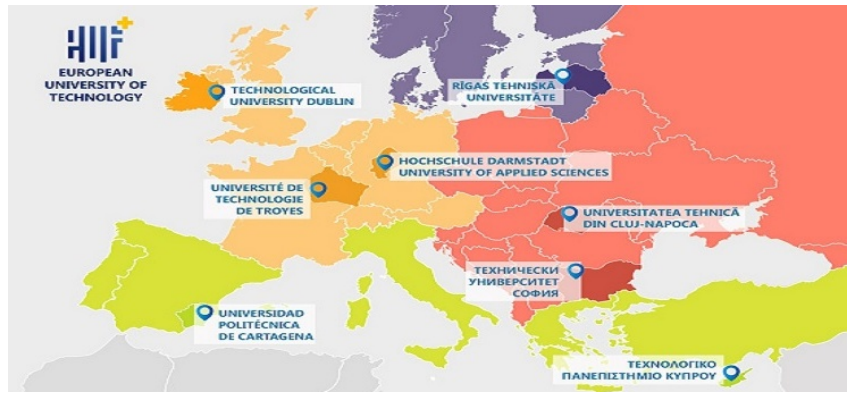 EUROPEAN
UNIVERSITY OF
TECHNOLOGY
TECHNOLOGICAL
UNIVERSITY DUBLIN
RĪGAS TEHNISKĀ
UNIVERSITĀTE
HOCHSCHULE DARMSTADT
UNIVERSITY OF APPLIED SCIENCES
UNIVERSITÉ DE
TECHNOLOGIE
DE TROYES
UNIVERSITATEA TEHNICĂ
DIN CLUJ-NAPOCA
ТЕХНИЧЕСКИ
УНИВЕРСИТЕТ
СОФИЯ
UNIVERSIDAD
POLITÉCNICA
DE CARTAGENA
ΤΕΧΝΟΛΟΓΙΚΟ
ΠΑΝΕΠΙΣΤΗΜΙΟ ΚΥΠΡΟΥ